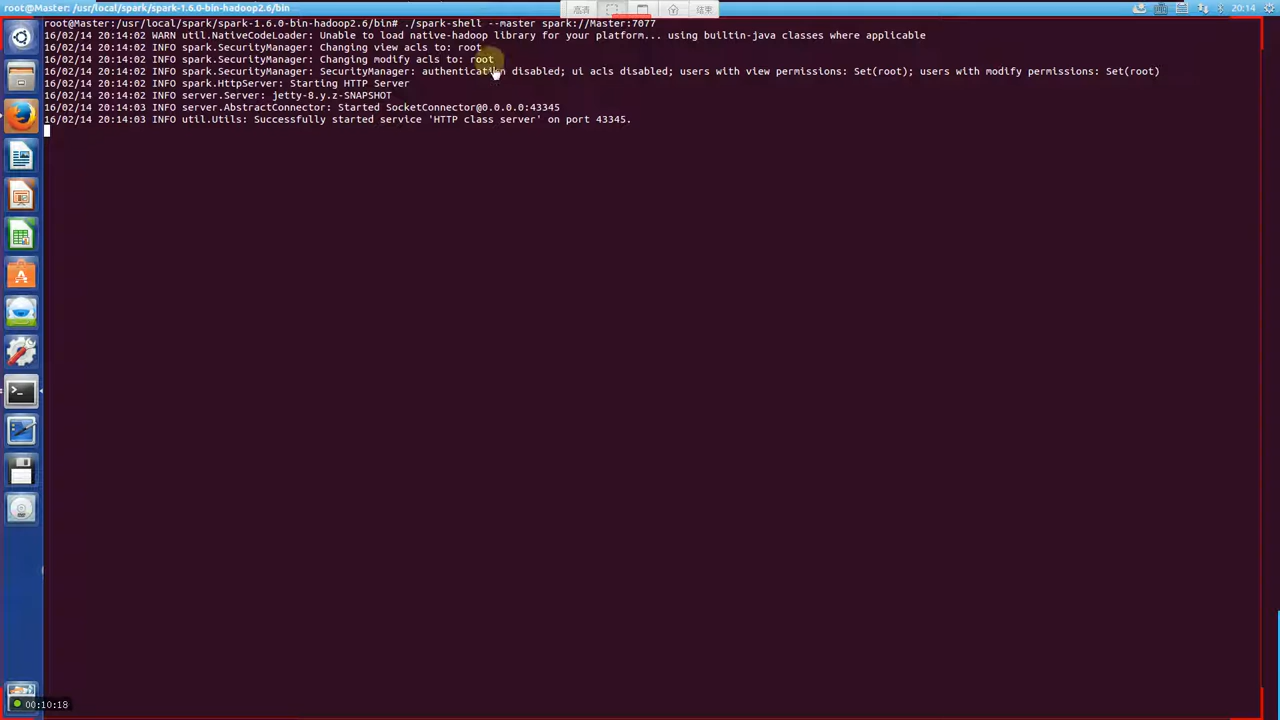 root@Master: /usr/local/spark/spark-1.6.0-bin-hadoop2.6/bin
高清
结束
20:14
root@Master:/usr/local/spark/spark-1.6.0-bin-hadoop2.6/bin# ./spark-shell --master spark://Master:7077
16/02/14 20:14:02 WARN util.NativeCodeLoader: Unable to load native-hadoop library for your platform... using builtin-java classes where applicable
16/02/14 20:14:02 INFO spark.SecurityManager: Changing view acls to: root
16/02/14 20:14:02 INFO spark.SecurityManager: Changing modify acls to: root
16/02/14 20:14:02 INFO spark.SecurityManager: SecurityManager: authentication disabled; ui acls disabled; users with view permissions: Set(root); users with modify permissions: Set(root)
16/02/14 20:14:02 INFO spark.HttpServer: Starting HTTP Server
16/02/14 20:14:02 INFO server.Server: jetty-8.y.z-SNAPSHOT
16/02/14 20:14:03 INFO server.AbstractConnector: Started SocketConnector@0.0.0.0:43345
16/02/14 20:14:03 INFO util.Utils: Successfully started service 'HTTP class server' on port 43345.
00:10:18